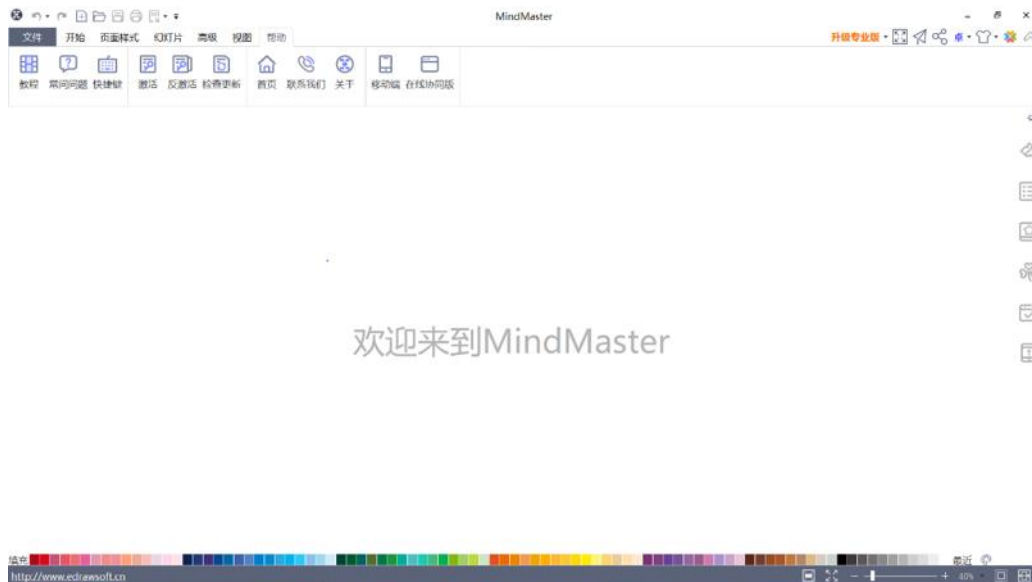 MindMaster
文件 开始 页面样式 幻灯片 高级 视图 帮助 升级专业版
教程 常问问题 快捷键 激活 反激活 检查更新 首页 联系我们 关于 移动端 在线协同版
欢迎来到MindMaster
填充 最近
http://www.edrawsoft.cn 40%